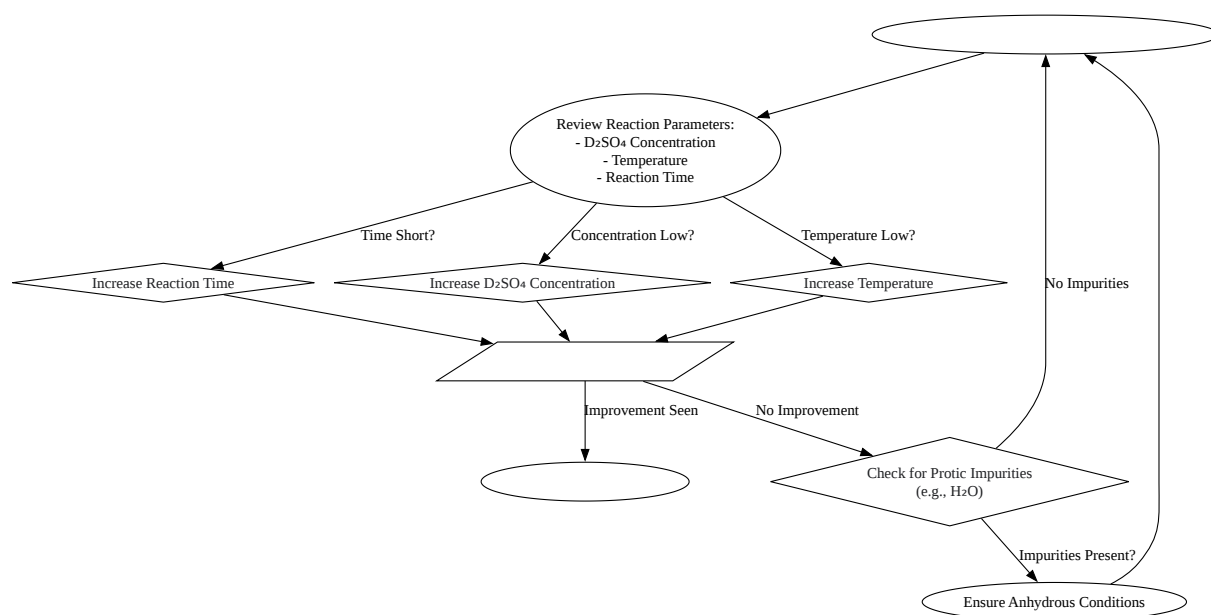 Review Reaction Parameters:
- D₂SO₄ Concentration
- Temperature
- Reaction Time
Time Short?
Concentration Low?
Temperature Low?
Increase Reaction Time
Increase D₂SO₄ Concentration
Increase Temperature
No Impurities
Improvement Seen
No Improvement
Check for Protic Impurities
(e.g., H₂O)
Impurities Present?
Ensure Anhydrous Conditions